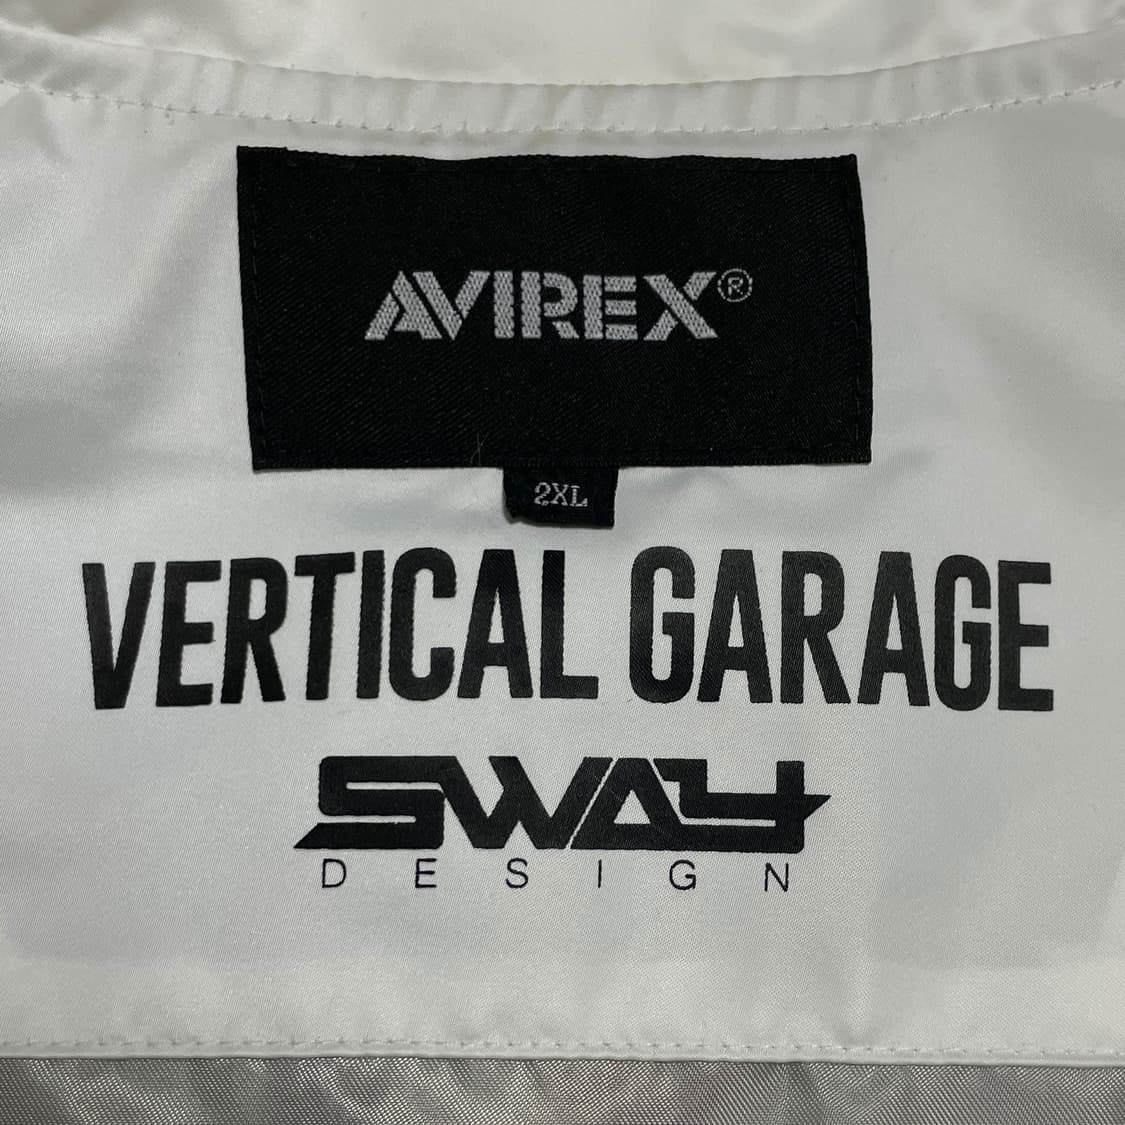 AVIREX®
2XL
VERTICAL GARAGE
SWAY
DESIGN